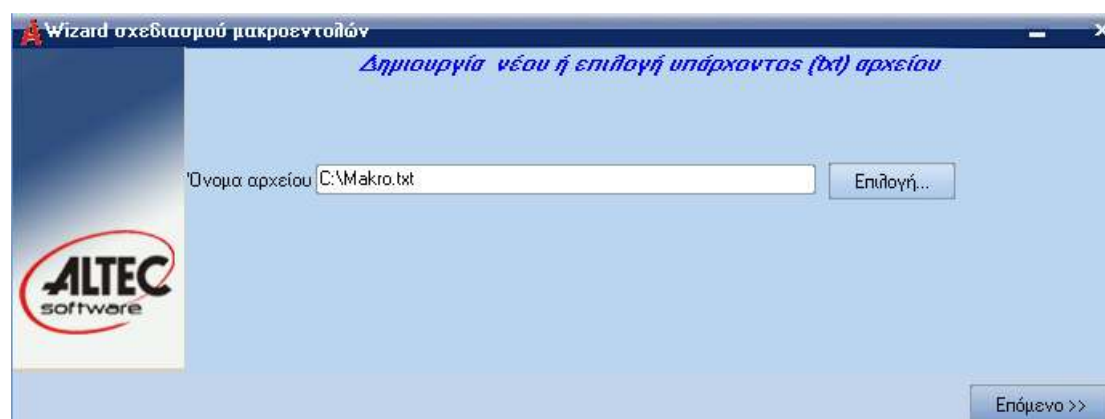 Wizard σχεδιασμού μακροεντολών
Δημιουργία νέου ή επιλογή υπάρχοντος (txt) αρχείου
Όνομα αρχείου C:\Makro.txt Επιλογή...
ALTEC
software
Επόμενο >>